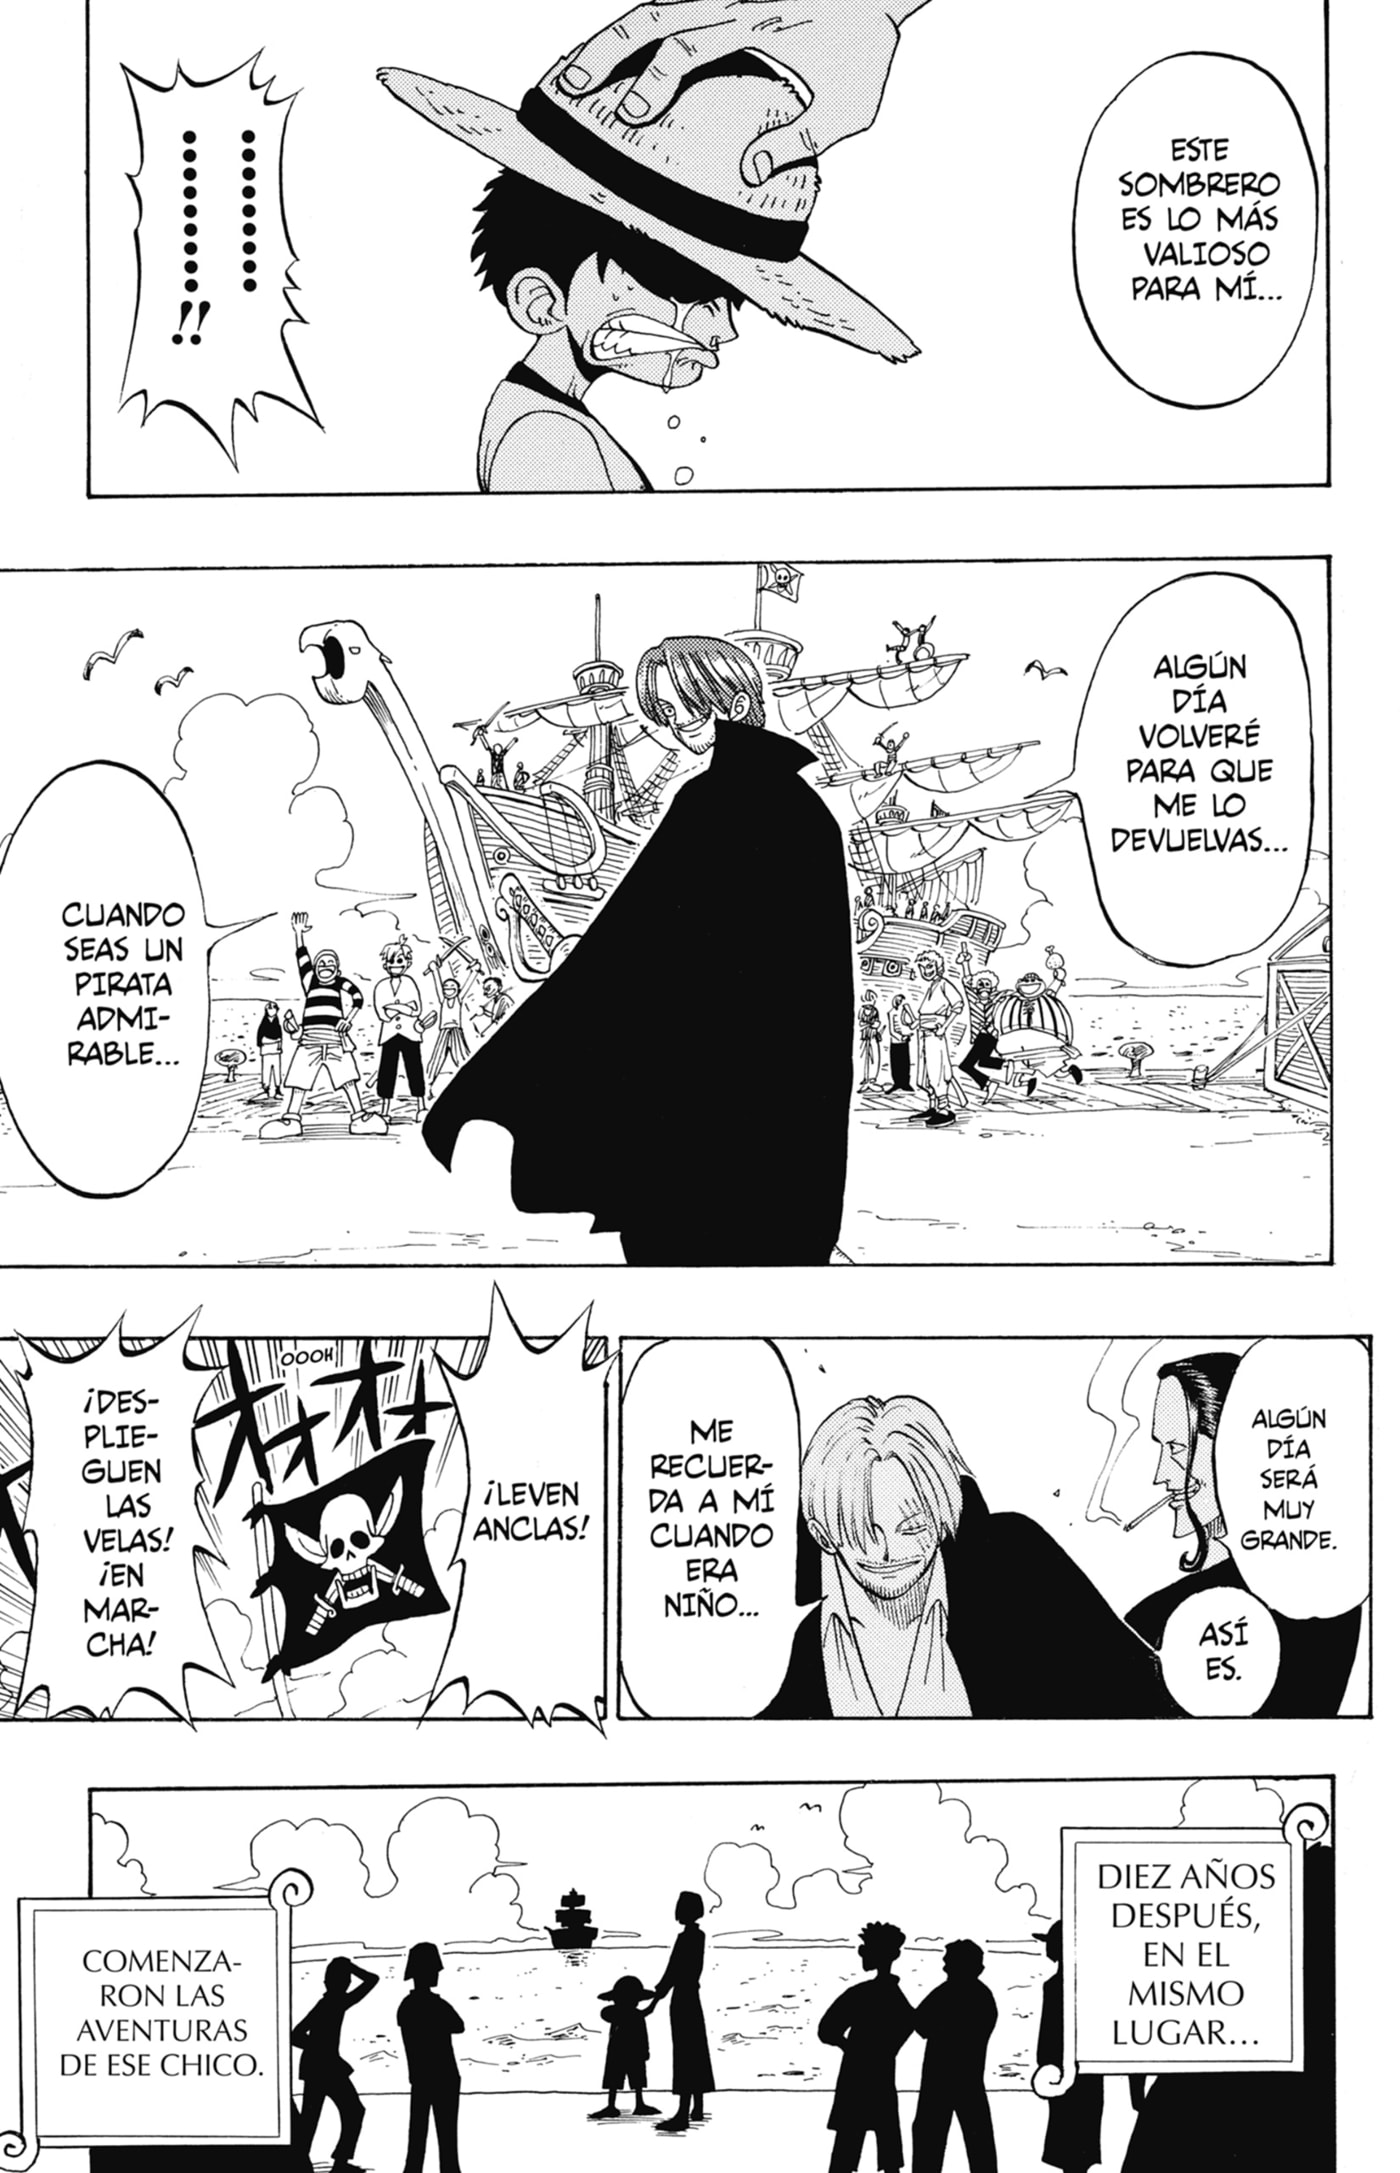 ESTE
SOMBRERO
ES LO MÁS
VALIOSO
PARA MÍ...
..................!!
ALGÚN
DÍA
VOLVERÉ
PARA QUE
ME LO
DEVUELVAS...
CUANDO
SEAS UN
PIRATA
ADMI-
RABLE...
ALGÚN
DÍA
SERÁ
MUY
GRANDE.
ASÍ
ES.
ME
RECUER-
DA A MÍ
CUANDO
ERA
NIÑO...
¡LEVEN
ANCLAS!
OOOH
オオオ
¡DES-
PLIE-
GUEN
LAS
VELAS!
¡EN
MAR-
CHA!
DIEZ AÑOS
DESPUÉS,
EN EL
MISMO
LUGAR...
COMENZA-
RON LAS
AVENTURAS
DE ESE CHICO.